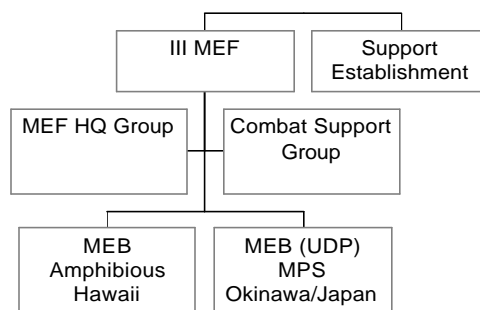 III MEF
Support
Establishment
MEF HQ Group
Combat Support
Group
MEB
Amphibious
Hawaii
MEB (UDP)
MPS
Okinawa/Japan